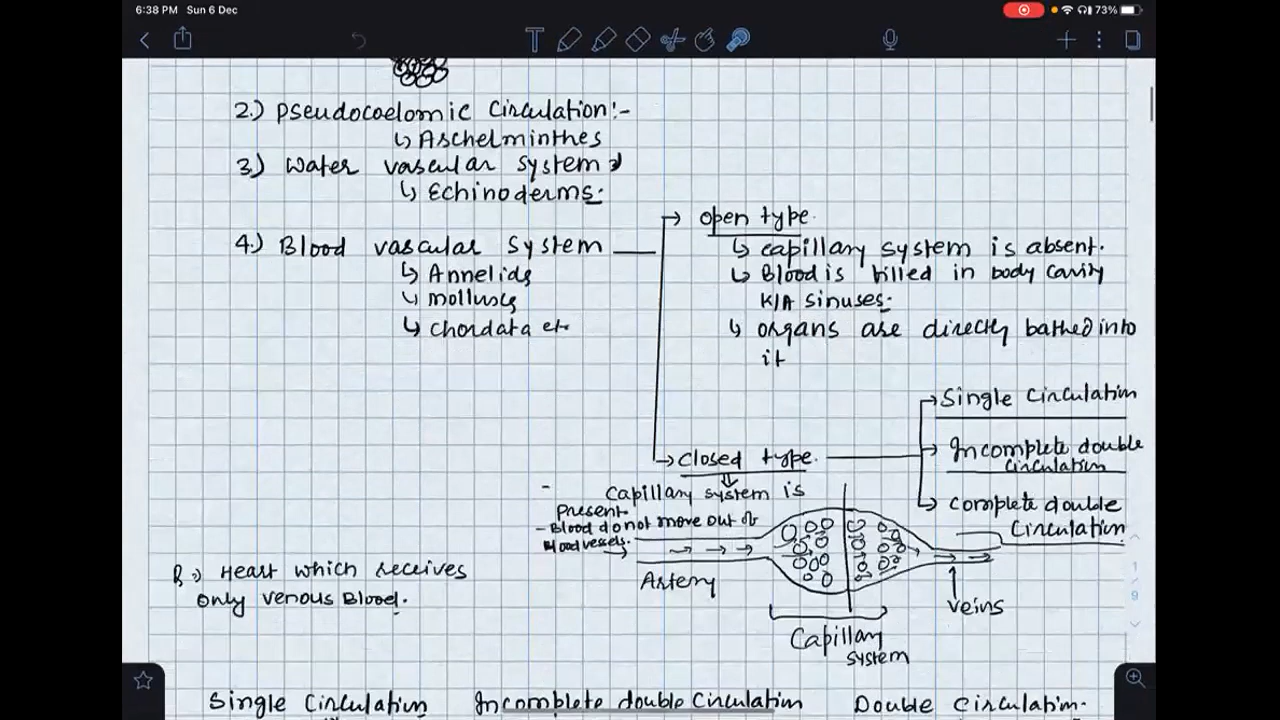 6:38 PM Sun 6 Dec
73%
2.) Pseudocoelomic Circulation:-
↳ Aschelminthes
3.) Water vascular system
↳ Echinoderms.
4.) Blood vascular system
↳ Annelids
↳ molluscs
↳ chordata etc
→ open type.
↳ capillary system is absent.
↳ Blood is filled in body cavity
K/A sinuses.
↳ organs are directly bathed into
it
→ closed type.
→ Single circulation
→ Incomplete double
circulation
→ complete double
circulation
- Capillary system is
Present
- Blood do not move out of
Blood vessels.
Artery
Capillary
system
veins
Heart which receives
only venous Blood.
1/9
Single Circulation Incomplete double Circulation Double Circulation.